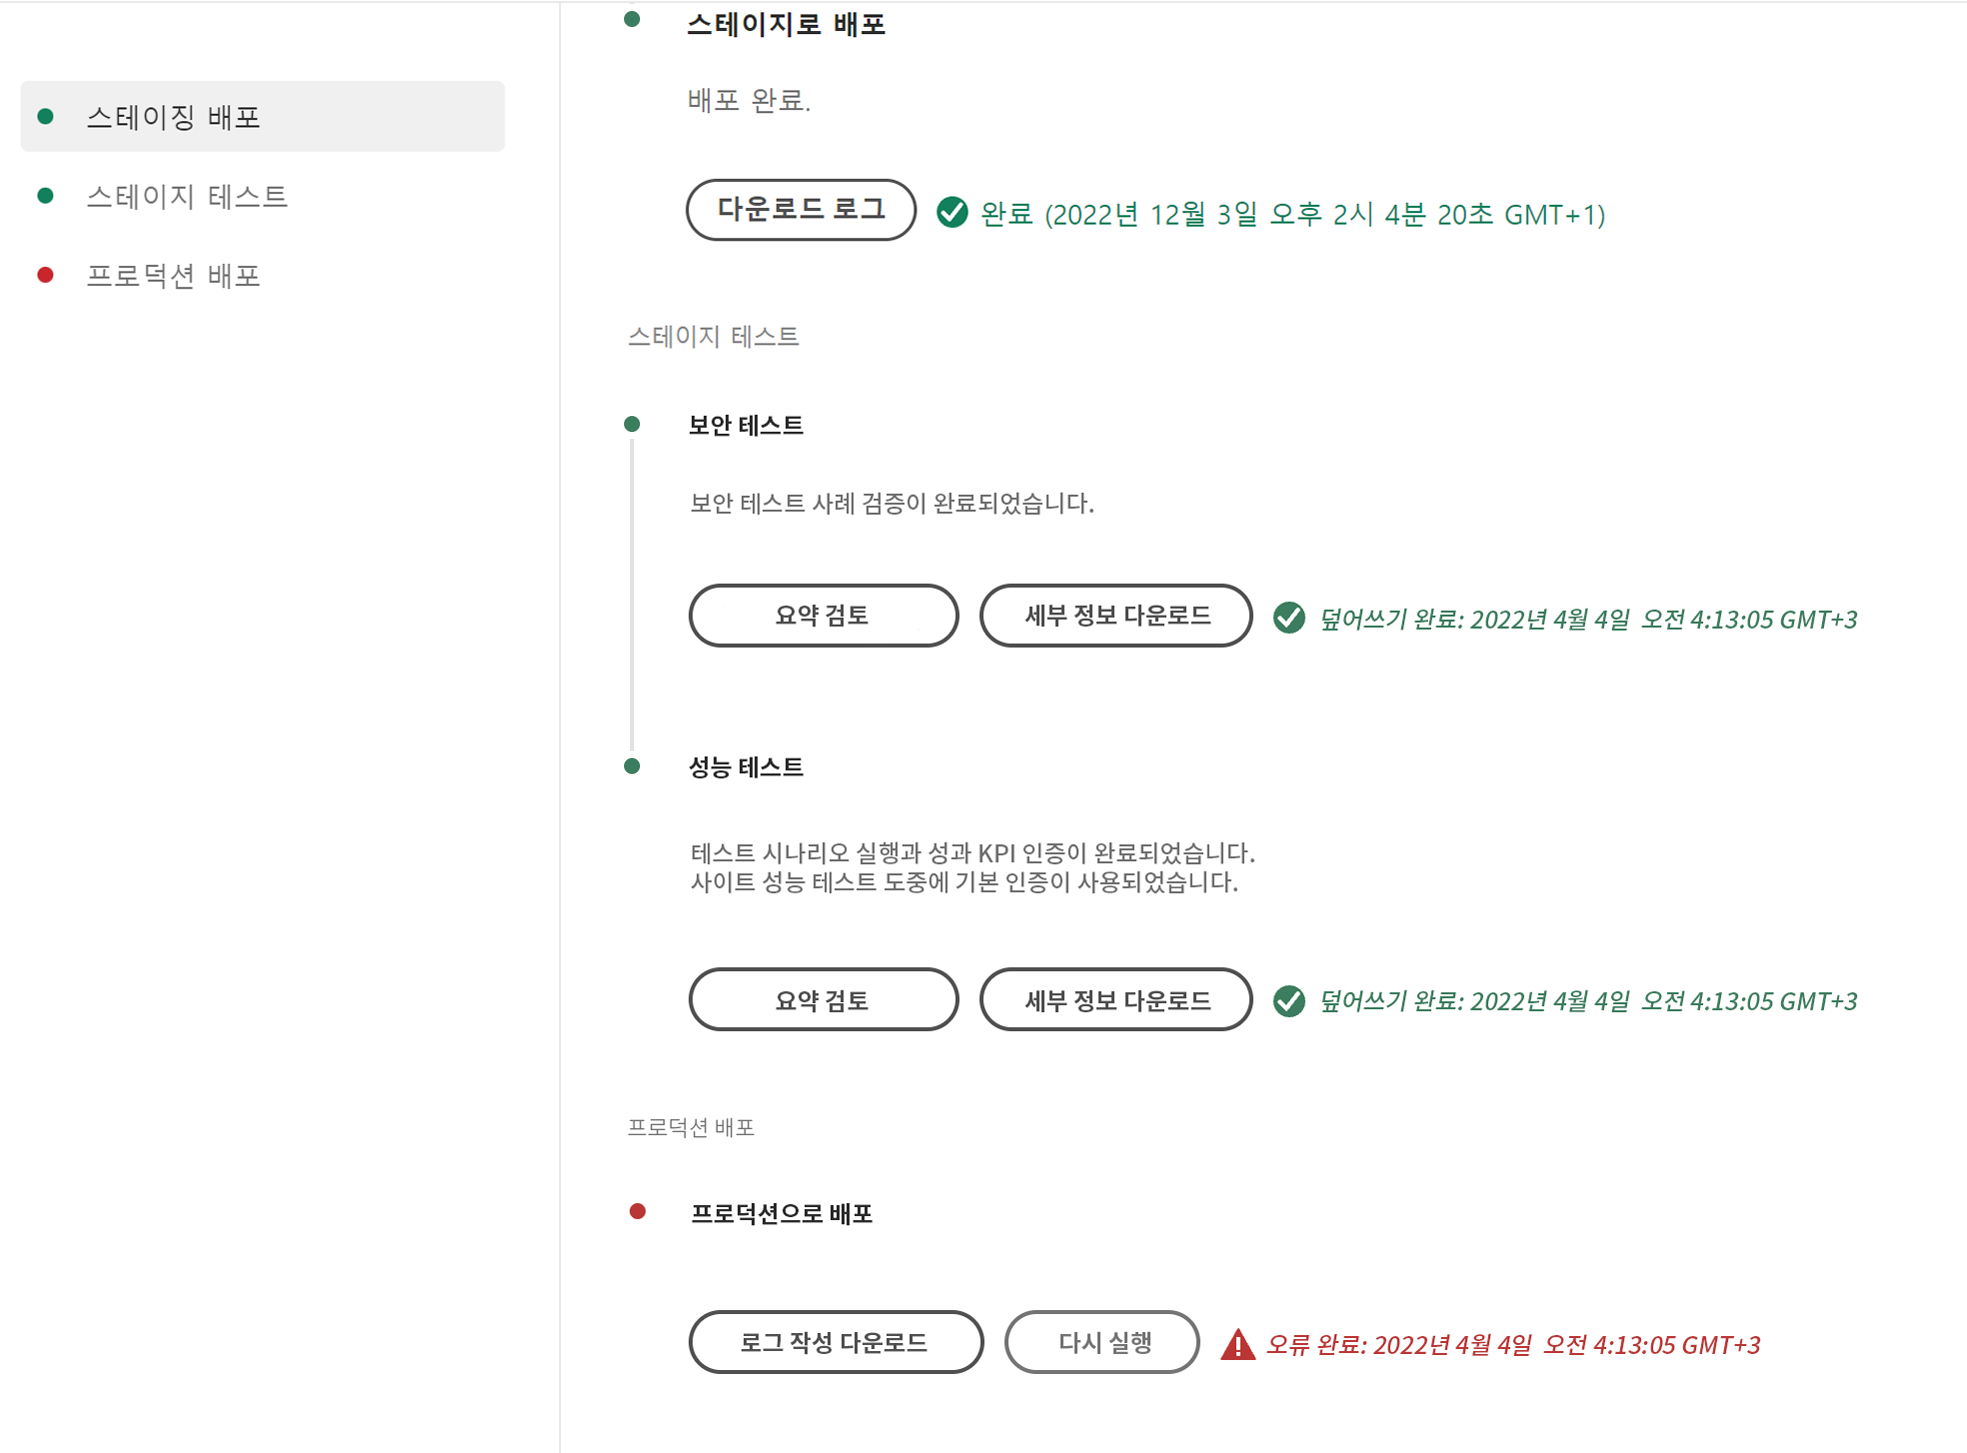 스테이징 배포
스테이지 테스트
프로덕션 배포
스테이지로 배포
배포 완료.
다운로드 로그
완료 (2022년 12월 3일 오후 2시 4분 20초 GMT+1)
스테이지 테스트
보안 테스트
보안 테스트 사례 검증이 완료되었습니다.
요약 검토
세부 정보 다운로드
덮어쓰기 완료: 2022년 4월 4일 오전 4:13:05 GMT+3
성능 테스트
테스트 시나리오 실행과 성과 KPI 인증이 완료되었습니다.
사이트 성능 테스트 도중에 기본 인증이 사용되었습니다.
요약 검토
세부 정보 다운로드
덮어쓰기 완료: 2022년 4월 4일 오전 4:13:05 GMT+3
프로덕션 배포
프로덕션으로 배포
로그 작성 다운로드
다시 실행
오류 완료: 2022년 4월 4일 오전 4:13:05 GMT+3